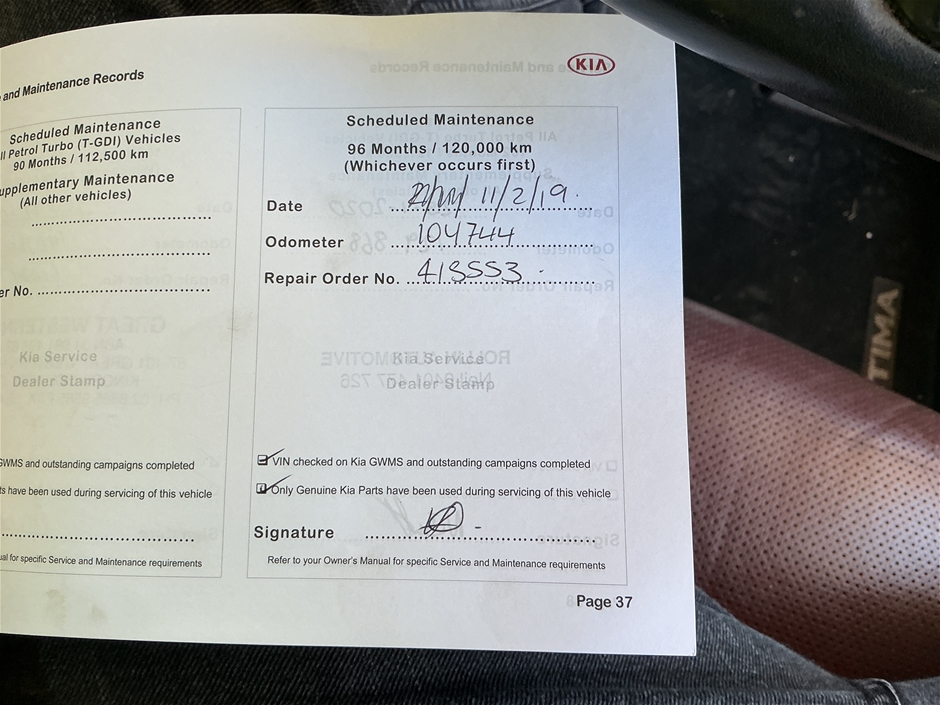 and Maintenance Records
KIA
Scheduled Maintenance
ll Petrol Turbo (T-GDI) Vehicles
90 Months / 112,500 km
upplementary Maintenance
(All other vehicles)
er No.
Kia Service
Dealer Stamp
GWMS and outstanding campaigns completed
ts have been used during servicing of this vehicle
ual for specific Service and Maintenance requirements
Scheduled Maintenance
96 Months / 120,000 km
(Whichever occurs first)
Date 11/2/19.
Odometer 104744
Repair Order No. 413553
Kia Service
Dealer Stamp
VIN checked on Kia GWMS and outstanding campaigns completed
Only Genuine Kia Parts have been used during servicing of this vehicle
Signature
Refer to your Owner's Manual for specific Service and Maintenance requirements
Page 37
TIMA